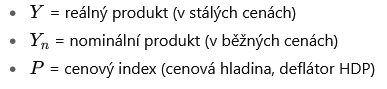 • Y = reálný produkt (v stálých cenách)
• Yₙ = nominální produkt (v běžných cenách)
• P = cenový index (cenová hladina, deflátor HDP)